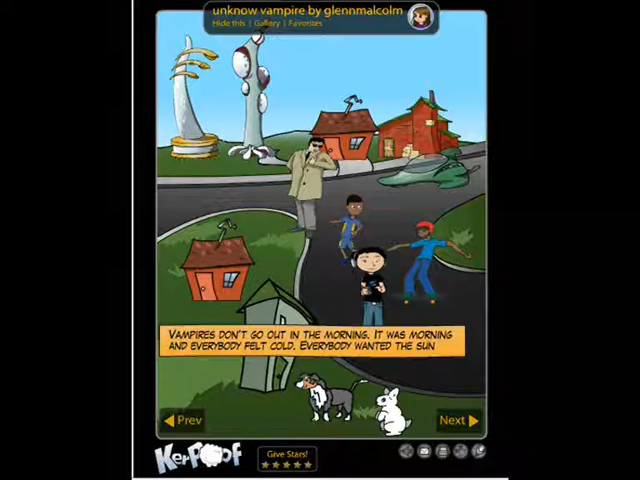 unknow vampire by glennmalcolm
Hide this | Gallery | Favorites
VAMPIRES DON'T GO OUT IN THE MORNING. IT WAS MORNING
AND EVERYBODY FELT COLD. EVERYBODY WANTED THE SUN
Prev
Next
KerPoof
Give Stars!